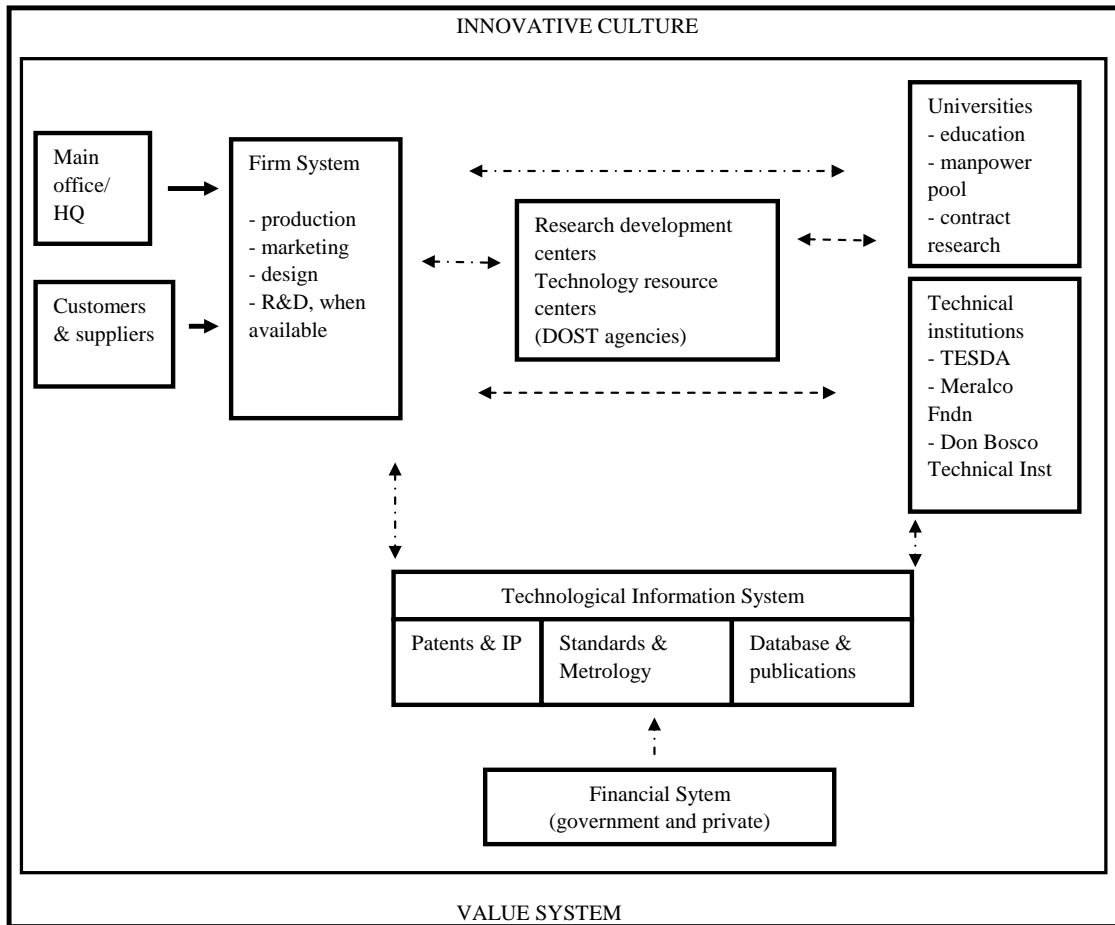 INNOVATIVE CULTURE
Main
office/
HQ
Customers
& suppliers
Firm System
- production
- marketing
- design
- R&D, when
available
Research development
centers
Technology resource
centers
(DOST agencies)
Universities
- education
- manpower
pool
- contract
research
Technical
institutions
- TESDA
- Meralco
Fndn
- Don Bosco
Technical Inst
Technological Information System
Patents & IP
Standards &
Metrology
Database &
publications
Financial Sytem
(government and private)
VALUE SYSTEM